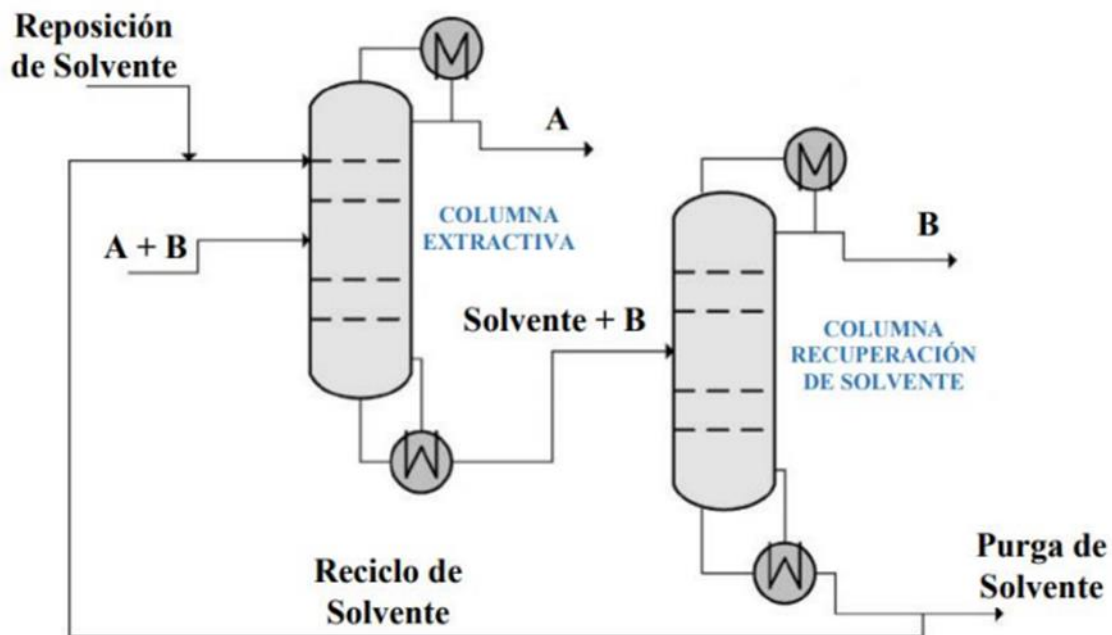 Reposición
de Solvente
A
COLUMNA
EXTRACTIVA
A + B
B
Solvente + B
COLUMNA
RECUPERACIÓN
DE SOLVENTE
Reciclo de
Solvente
Purga de
Solvente